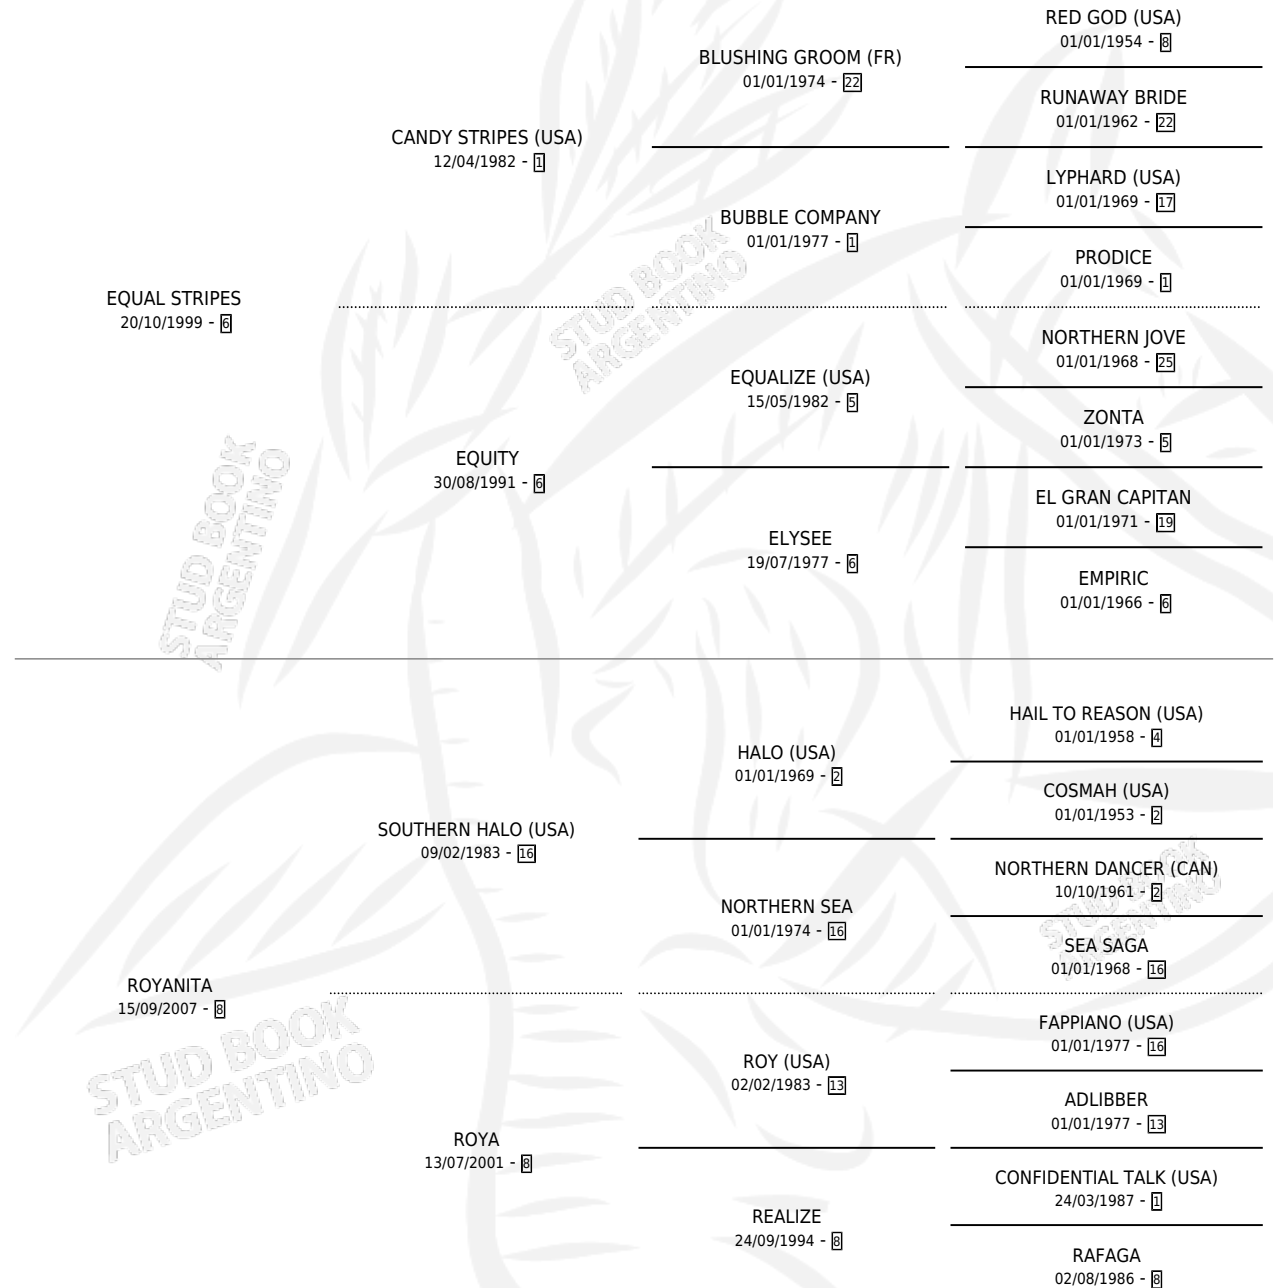 RED GOD (USA)
01/01/1954 - 8
BLUSHING GROOM (FR)
01/01/1974 - 22
RUNAWAY BRIDE
01/01/1962 - 22
CANDY STRIPES (USA)
12/04/1982 - 1
LYPHARD (USA)
01/01/1969 - 17
BUBBLE COMPANY
01/01/1977 - 1
PRODICE
01/01/1969 - 1
EQUAL STRIPES
20/10/1999 - 6
NORTHERN JOVE
01/01/1968 - 25
EQUALIZE (USA)
15/05/1982 - 5
ZONTA
01/01/1973 - 5
EQUITY
30/08/1991 - 6
EL GRAN CAPITAN
01/01/1971 - 19
ELYSEE
19/07/1977 - 6
EMPIRIC
01/01/1966 - 6
HAIL TO REASON (USA)
01/01/1958 - 4
HALO (USA)
01/01/1969 - 2
COSMAH (USA)
01/01/1953 - 2
SOUTHERN HALO (USA)
09/02/1983 - 16
NORTHERN DANCER (CAN)
10/10/1961 - 2
NORTHERN SEA
01/01/1974 - 16
SEA SAGA
01/01/1968 - 16
ROYANITA
15/09/2007 - 8
FAPPIANO (USA)
01/01/1977 - 16
ROY (USA)
02/02/1983 - 13
ADLIBBER
01/01/1977 - 13
ROYA
13/07/2001 - 8
CONFIDENTIAL TALK (USA)
24/03/1987 - 1
REALIZE
24/09/1994 - 8
RAFAGA
02/08/1986 - 8
STUD BOOK
ARGENTINO
STUD BOOK
ARGENTINO
STUD BOOK
ARGENTINO
STUD BOOK
ARGENTINO